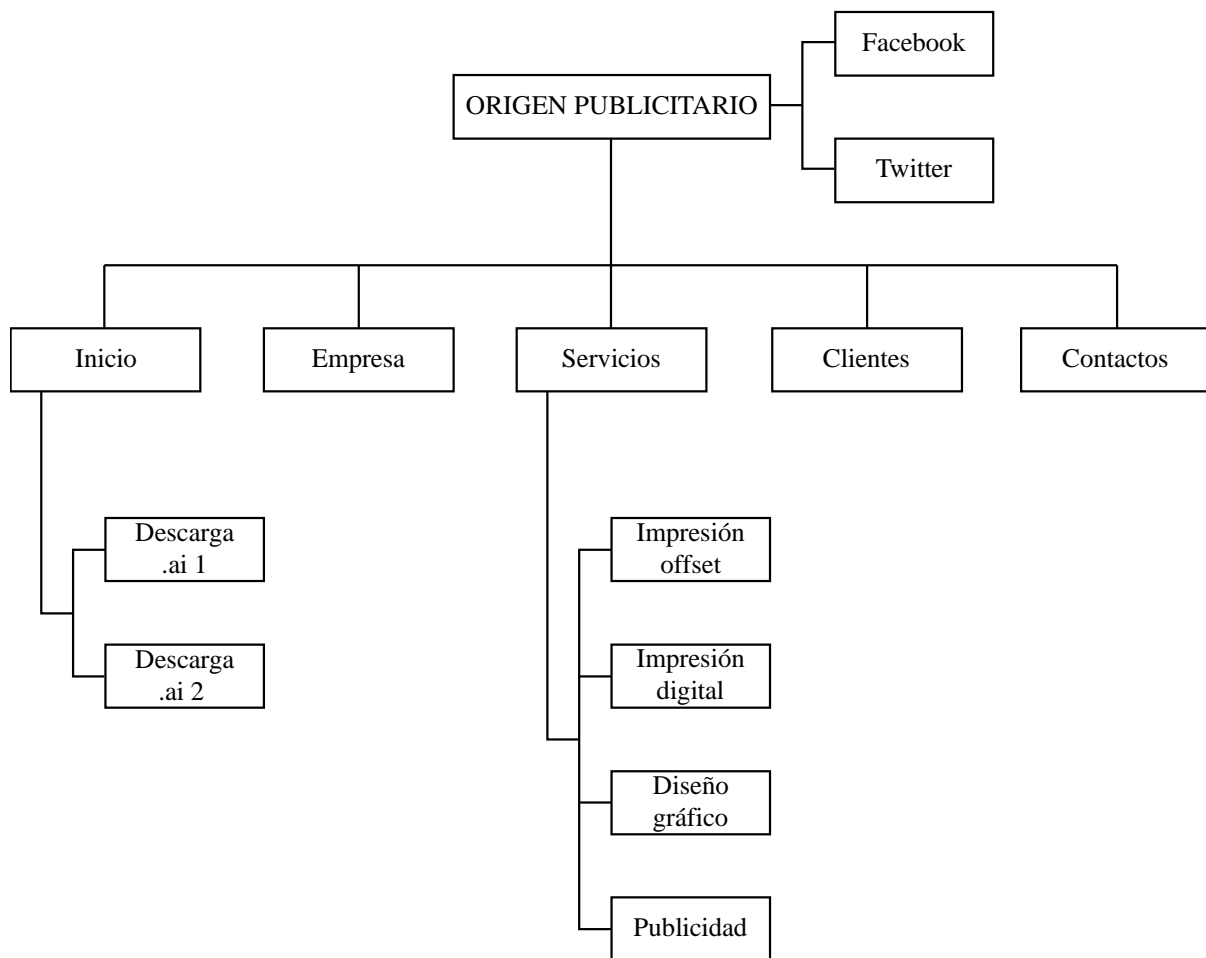 Facebook
ORIGEN PUBLICITARIO
Twitter
Inicio
Empresa
Servicios
Clientes
Contactos
Descarga
.ai 1
Descarga
.ai 2
Impresión
offset
Impresión
digital
Diseño
gráfico
Publicidad